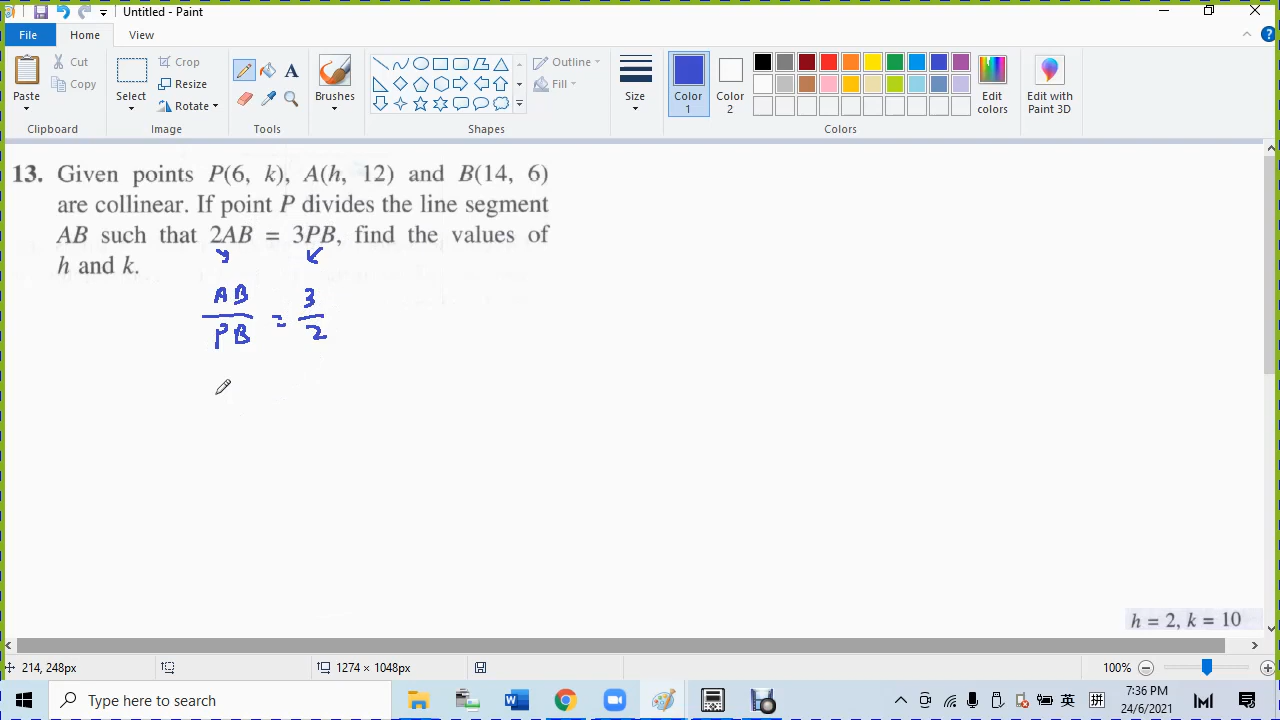 Untitled - Paint
File Home View
Paste
Cut
Copy
Clipboard
Select
Crop
Resize
Rotate
Image
A
Tools
Brushes
Shapes
Outline
Fill
Size
Color 1
Color 2
Edit colors
Colors
Edit with Paint 3D
13. Given points P(6, k), A(h, 12) and B(14, 6)
are collinear. If point P divides the line segment
AB such that 2AB = 3PB, find the values of
h and k.
AB 3
= 
PB 2
h = 2, k = 10
214, 248px
1274 × 1048px
100%
Type here to search
英 拼
7:36 PM
24/6/2021